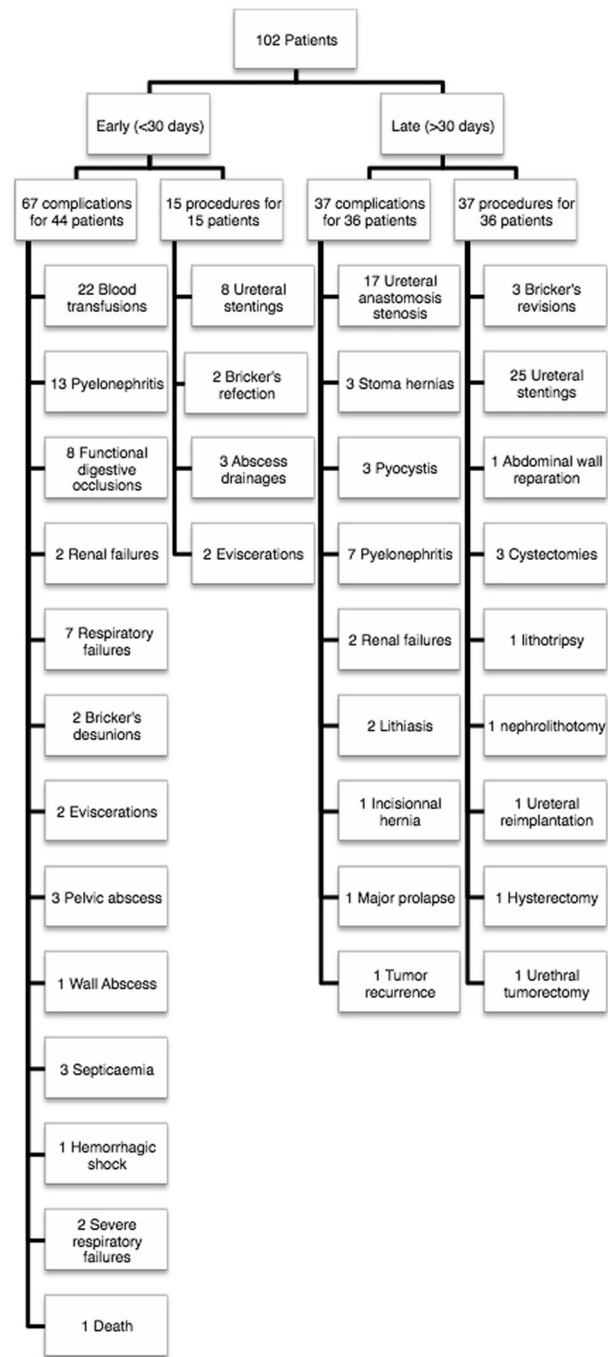 102 Patients
Early (<30 days)
Late (>30 days)
67 complications
for 44 patients
15 procedures for
15 patients
37 complications
for 36 patients
37 procedures for
36 patients
22 Blood
transfusions
13 Pyelonephritis
8 Functional
digestive
occlusions
2 Renal failures
7 Respiratory
failures
2 Bricker's
desunions
2 Eviscerations
3 Pelvic abscess
1 Wall Abscess
3 Septicaemia
1 Hemorrhagic
shock
2 Severe
respiratory
failures
1 Death
8 Ureteral
stentings
2 Bricker's
refection
3 Abscess
drainages
2 Eviscerations
17 Ureteral
anastomosis
stenosis
3 Stoma hernias
3 Pyocystis
7 Pyelonephritis
2 Renal failures
2 Lithiasis
1 Incisionnal
hernia
1 Major prolapse
1 Tumor
recurrence
3 Bricker's
revisions
25 Ureteral
stentings
1 Abdominal wall
reparation
3 Cystectomies
1 lithotripsy
1 nephrolithotomy
1 Ureteral
reimplantation
1 Hysterectomy
1 Urethral
tumorectomy